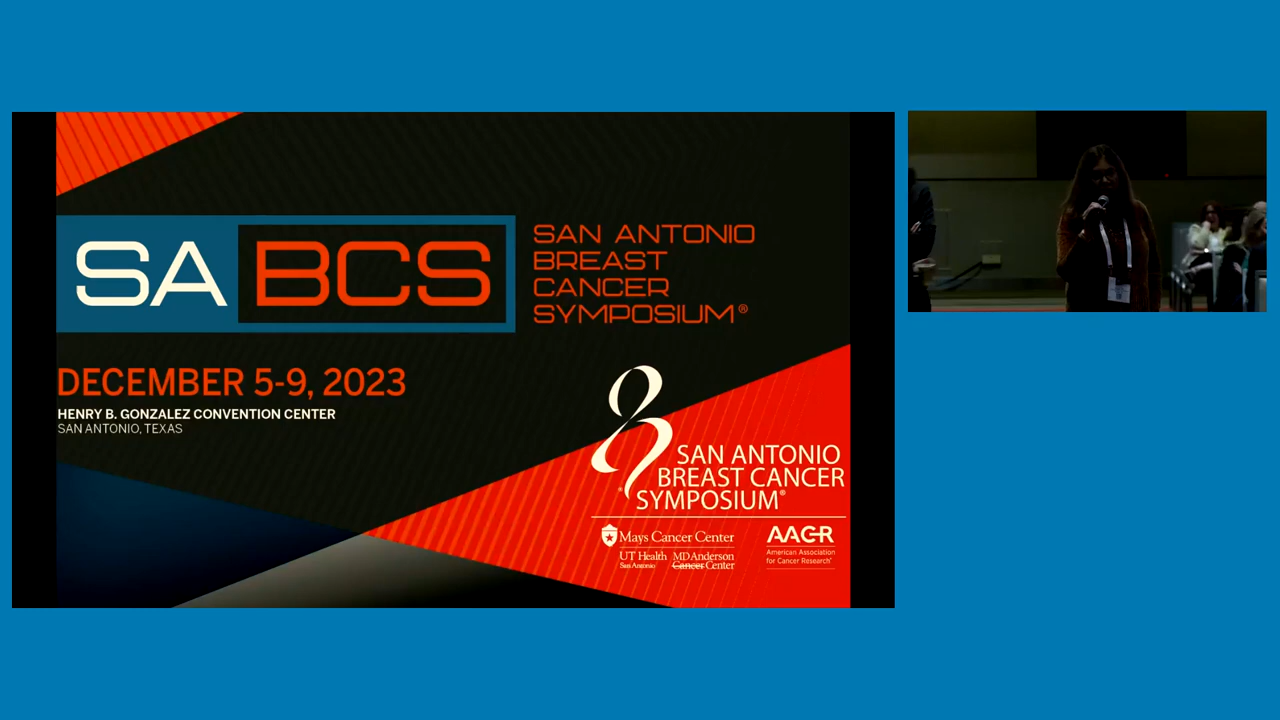 SA BCS
SAN ANTONIO
BREAST
CANCER
SYMPOSIUM®
DECEMBER 5-9, 2023
HENRY B. GONZALEZ CONVENTION CENTER
SAN ANTONIO, TEXAS
SAN ANTONIO
BREAST CANCER
SYMPOSIUM®
Mays Cancer Center
UT Health
San Antonio
MDAnderson
Cancer Center
AACR
American Association
for Cancer Research®